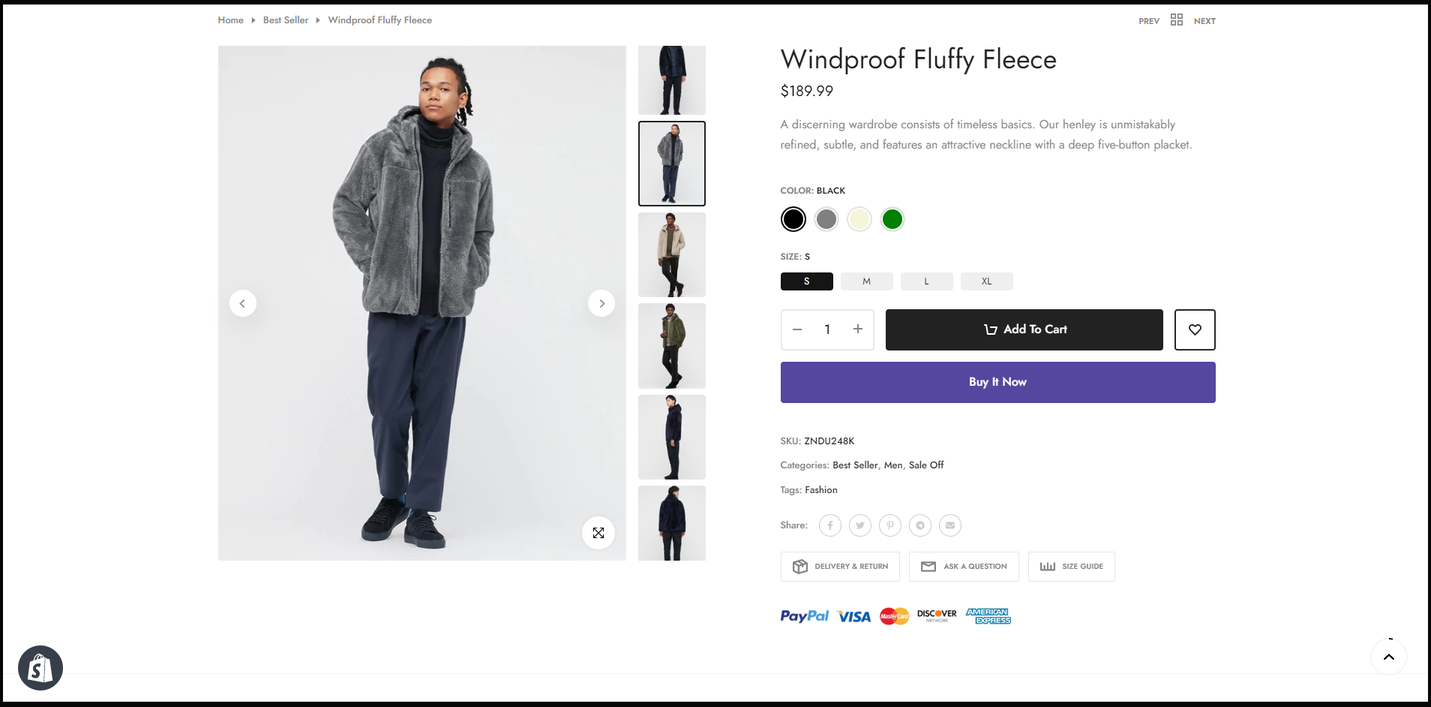 Home Best Seller Windproof Fluffy Fleece
PREV NEXT
Windproof Fluffy Fleece
$189.99
A discerning wardrobe consists of timeless basics. Our henley is unmistakably
refined, subtle, and features an attractive neckline with a deep five-button placket.
COLOR: BLACK
SIZE: S
S M L XL
1
Add To Cart
Buy It Now
SKU: ZNDU248K
Categories: Best Seller, Men, Sale Off
Tags: Fashion
Share:
DELIVERY & RETURN ASK A QUESTION SIZE GUIDE
PayPal VISA MasterCard DISCOVER NETWORK AMERICAN EXPRESS